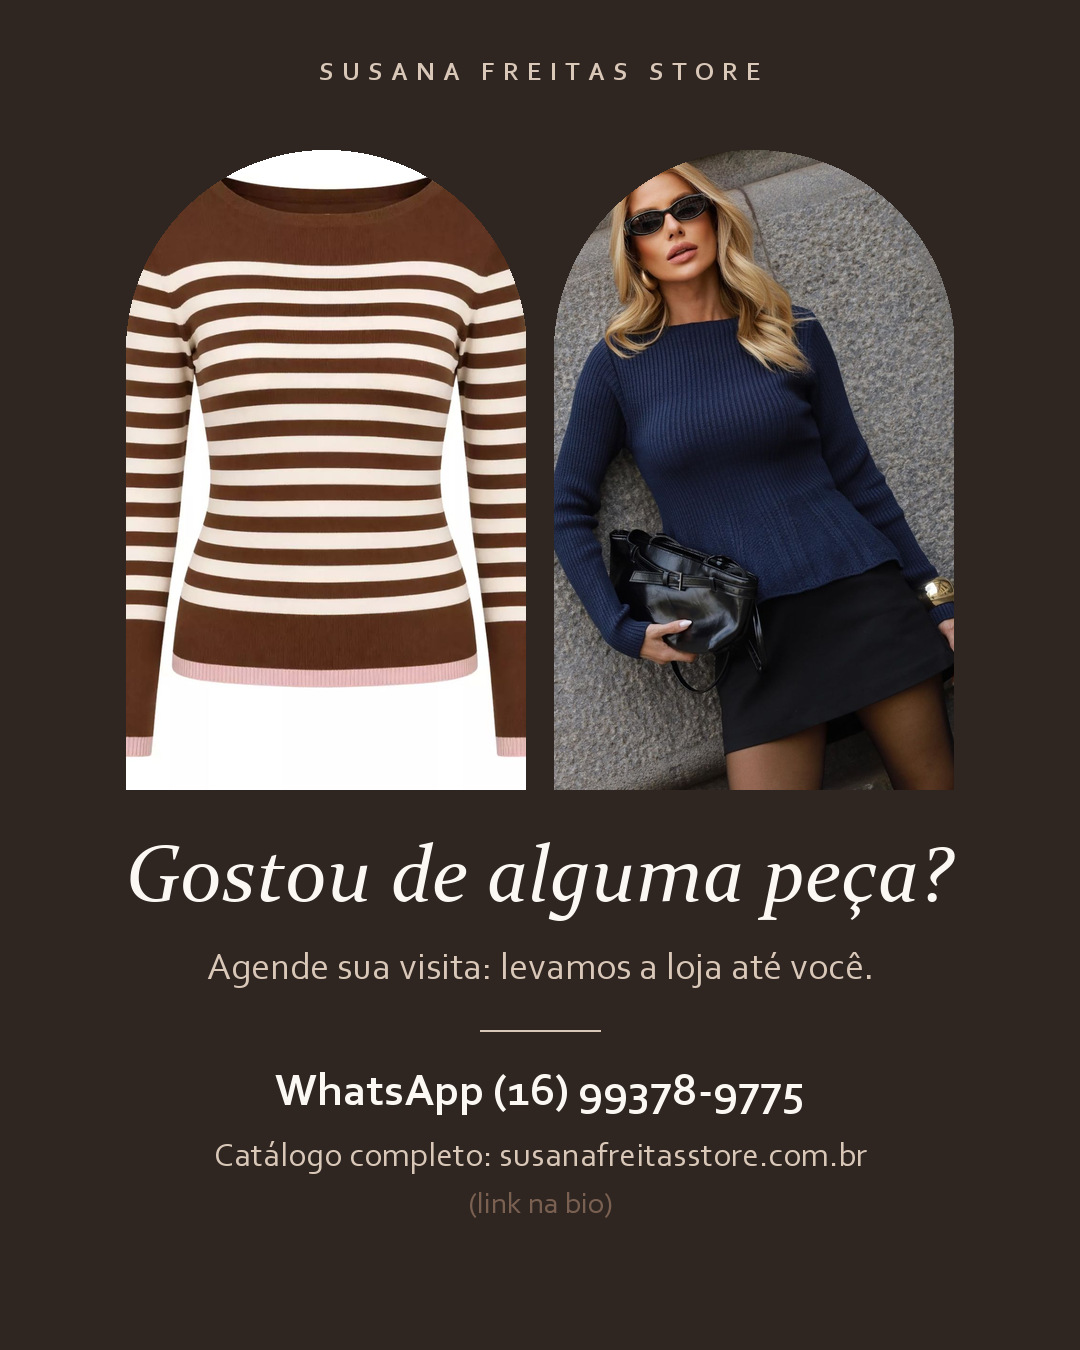 SUSANA FREITAS STORE
Gostou de alguma peça?
Agende sua visita: levamos a loja até você.
WhatsApp (16) 99378-9775
Catálogo completo: susanafreitasstore.com.br
(link na bio)